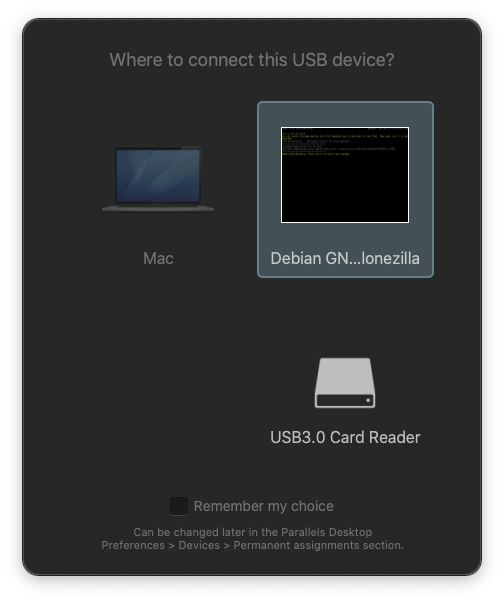 Where to connect this USB device?
Mac
Debian GN...lonezilla
USB3.0 Card Reader
Remember my choice
Can be changed later in the Parallels Desktop
Preferences > Devices > Permanent assignments section.